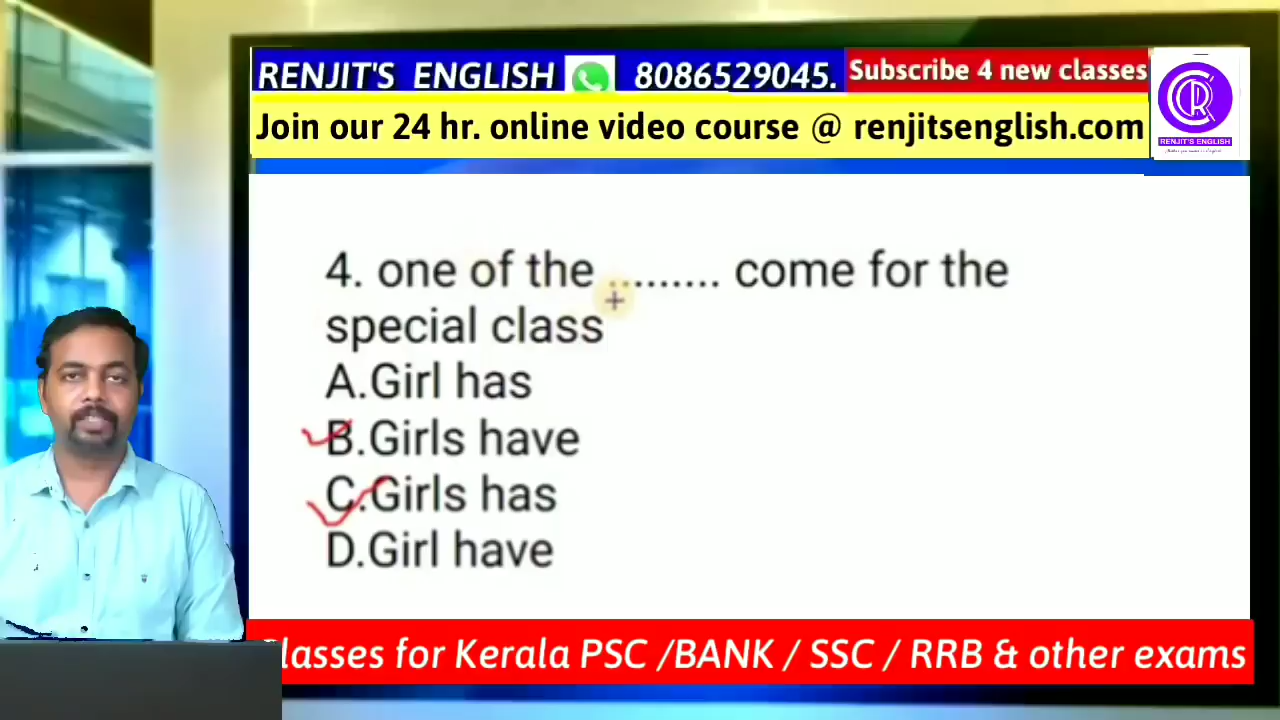 RENJIT'S ENGLISH 8086529045. Subscribe 4 new classes
Join our 24 hr. online video course @ renjitsenglish.com
RENJIT'S ENGLISH
4. one of the ......... come for the
special class
A.Girl has
B.Girls have
C.Girls has
D.Girl have
Classes for Kerala PSC /BANK / SSC / RRB & other exams